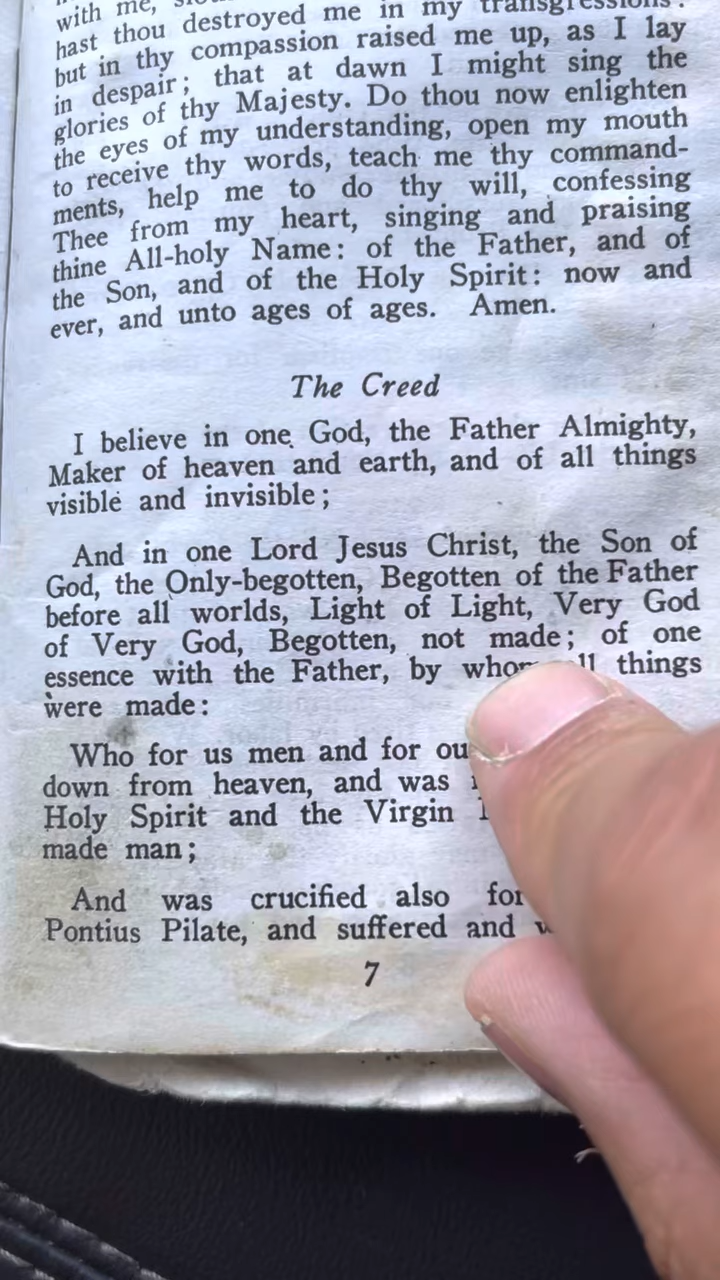 with me,
hast thou destroyed me in my transgressions:
but in thy compassion raised me up, as I lay
in despair; that at dawn I might sing the
glories of thy Majesty. Do thou now enlighten
the eyes of my understanding, open my mouth
to receive thy words, teach me thy command-
ments, help me to do thy will, confessing
Thee from my heart, singing and praising
thine All-holy Name: of the Father, and of
the Son, and of the Holy Spirit: now and
ever, and unto ages of ages. Amen.
The Creed
I believe in one God, the Father Almighty,
Maker of heaven and earth, and of all things
visible and invisible;
And in one Lord Jesus Christ, the Son of
God, the Only-begotten, Begotten of the Father
before all worlds, Light of Light, Very God
of Very God, Begotten, not made; of one
essence with the Father, by whom all things
were made:
Who for us men and for
down from heaven, and was
Holy Spirit and the Virgin
made man;
And was crucified also for
Pontius Pilate, and suffered and
7